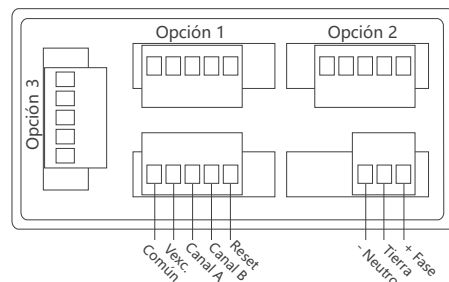 Opción 1
Opción 2
Opción 3
Común
Vexc.
Canal A
Canal B
Reset
- Neutro
Tierra
+ Fase